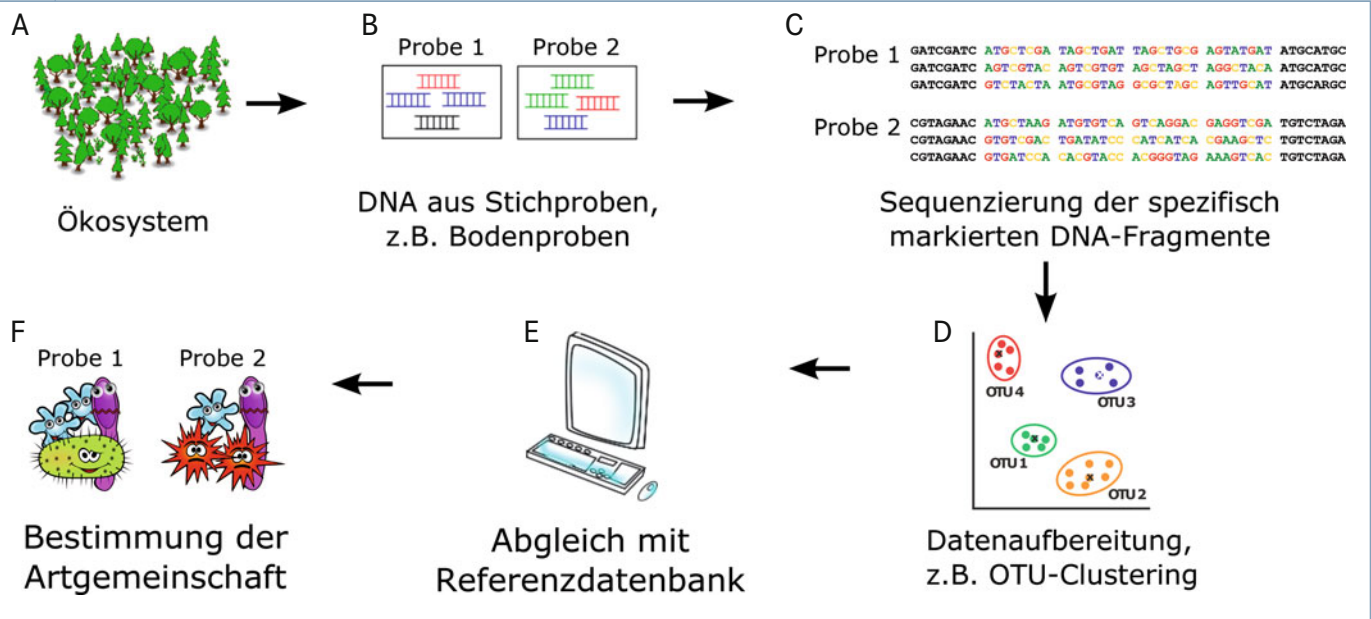 A
Ökosystem
B
Probe 1 Probe 2
DNA aus Stichproben,
z.B. Bodenproben
C
Probe 1
GATCGATC ATGCTCGA TAGCTGAT TAGCTGCG AGTATGAT ATGCATGC
GATCGATC AGTCGTAC AGTCGTGT AGCTAGCT AGGCTACA ATGCATGC
GATCGATC GTCTACTA ATGCGTAG GCGCTAGC AGTTGCAT ATGCARGC
Probe 2
CGTAGAAC ATGCTAAG ATGTGTCA GTCAGGAC GAGGTCGA TGTCTAGA
CGTAGAAC GTGTCGAC TGATATCC CATCATCA CGAAGCTC TGTCTAGA
CGTAGAAC GTGATCCA CACGTACC ACGGGTAG AAAGTCAC TGTCTAGA
Sequenzierung der spezifisch
markierten DNA-Fragmente
D
OTU 4
OTU 3
OTU 1
OTU 2
Datenaufbereitung,
z.B. OTU-Clustering
E
Abgleich mit
Referenzdatenbank
F
Probe 1 Probe 2
Bestimmung der
Artgemeinschaft